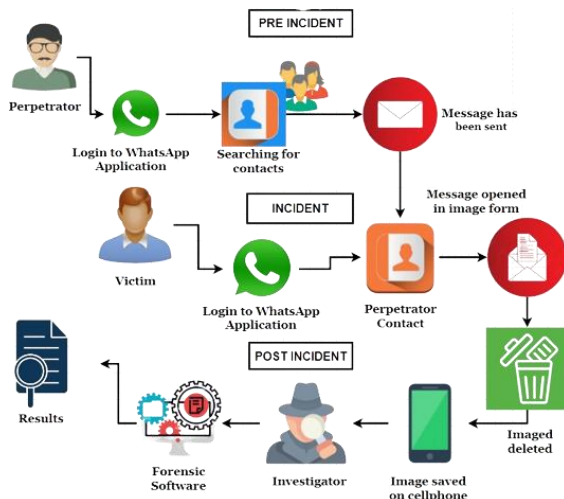 PRE INCIDENT
Perpetrator
Login to WhatsApp
Application
Searching for
contacts
Message has
been sent
INCIDENT
Message opened
in image form
Victim
Login to WhatsApp
Application
Perpetrator
Contact
POST INCIDENT
Results
Forensic
Software
Investigator
Image saved
on cellphone
Imaged
deleted